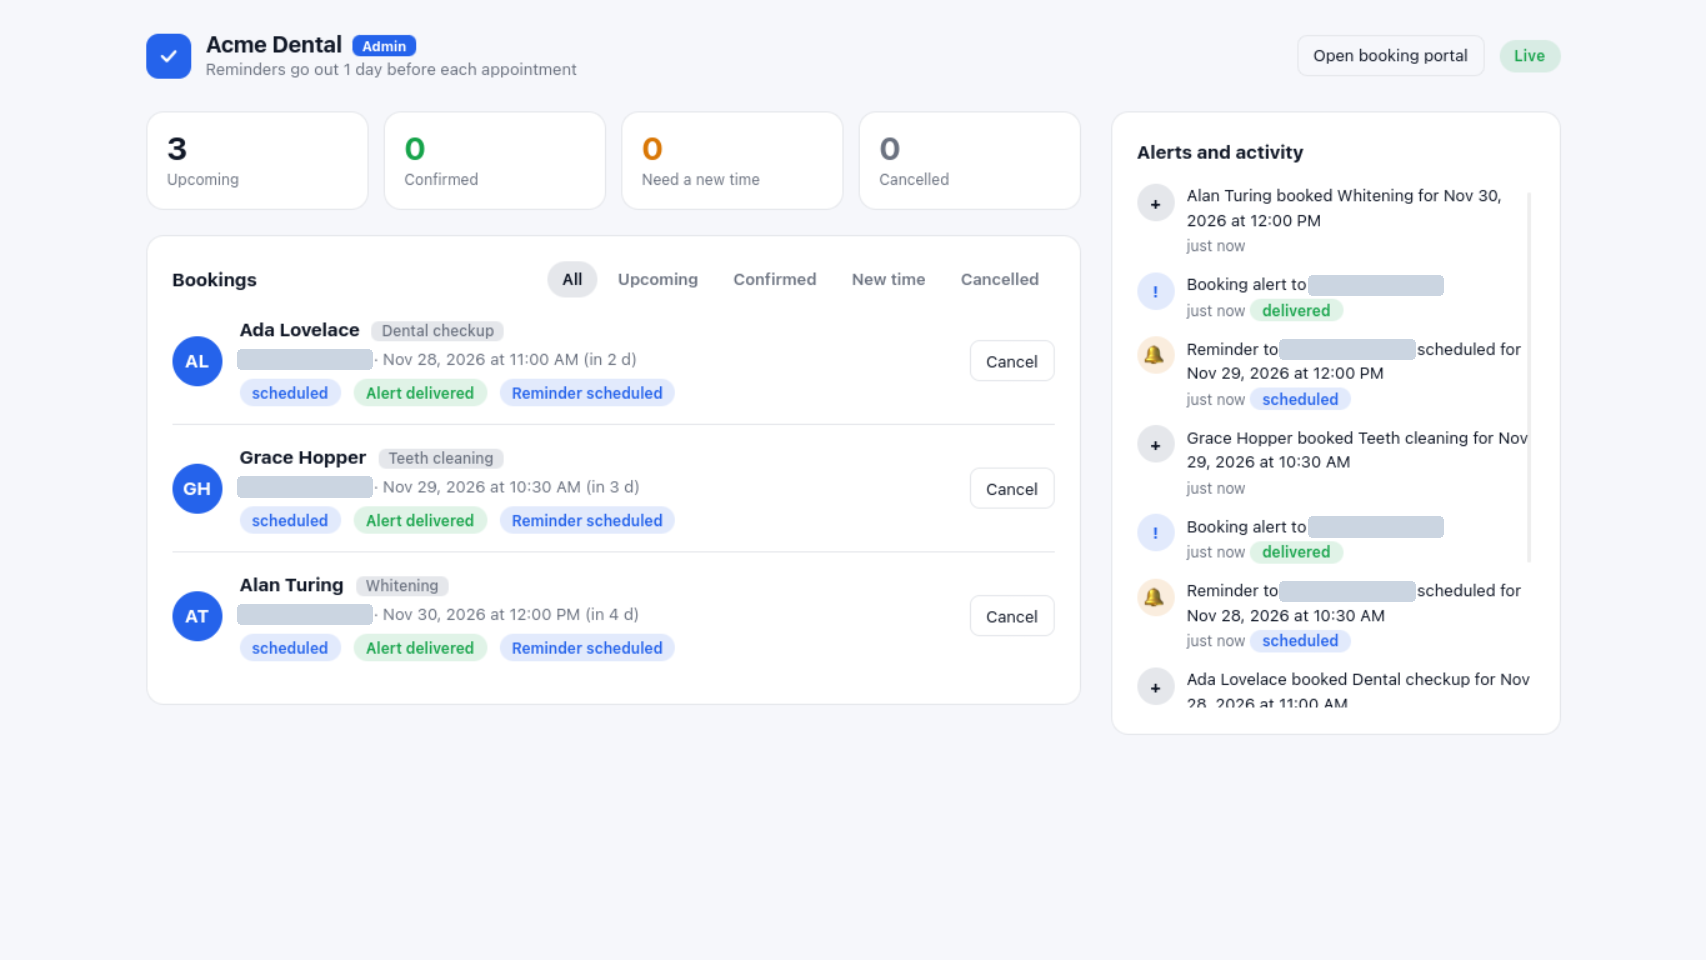 Acme Dental Admin
Reminders go out 1 day before each appointment
Open booking portal
Live
3
Upcoming
0
Confirmed
0
Need a new time
0
Cancelled
Bookings
All Upcoming Confirmed New time Cancelled
AL
Ada Lovelace Dental checkup
· Nov 28, 2026 at 11:00 AM (in 2 d)
scheduled Alert delivered Reminder scheduled
Cancel
GH
Grace Hopper Teeth cleaning
· Nov 29, 2026 at 10:30 AM (in 3 d)
scheduled Alert delivered Reminder scheduled
Cancel
AT
Alan Turing Whitening
· Nov 30, 2026 at 12:00 PM (in 4 d)
scheduled Alert delivered Reminder scheduled
Cancel
Alerts and activity
+
Alan Turing booked Whitening for Nov 30,
2026 at 12:00 PM
just now
!
Booking alert to
just now delivered
Reminder to scheduled for
Nov 29, 2026 at 12:00 PM
just now scheduled
+
Grace Hopper booked Teeth cleaning for Nov
29, 2026 at 10:30 AM
just now
!
Booking alert to
just now delivered
Reminder to scheduled for
Nov 28, 2026 at 10:30 AM
just now scheduled
+
Ada Lovelace booked Dental checkup for Nov
28, 2026 at 11:00 AM